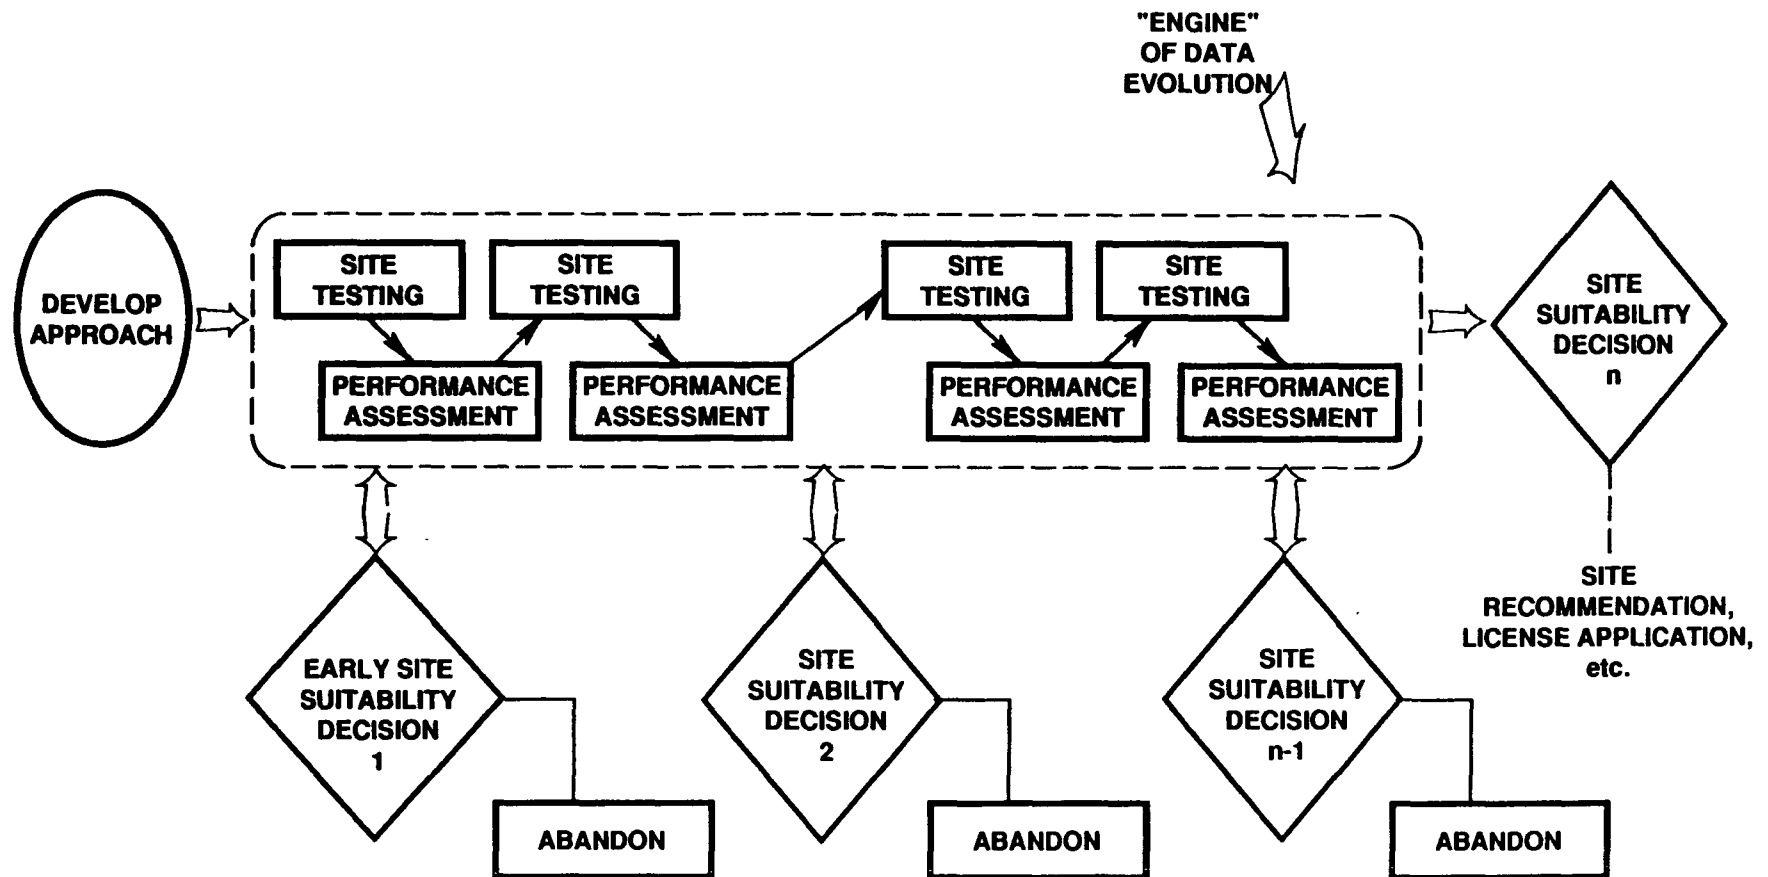 "ENGINE"
OF DATA
EVOLUTION
DEVELOP
APPROACH
SITE
TESTING
SITE
TESTING
SITE
TESTING
SITE
TESTING
PERFORMANCE
ASSESSMENT
PERFORMANCE
ASSESSMENT
PERFORMANCE
ASSESSMENT
PERFORMANCE
ASSESSMENT
SITE
SUITABILITY
DECISION
n
SITE
RECOMMENDATION,
LICENSE APPLICATION,
etc.
EARLY SITE
SUITABILITY
DECISION
1
ABANDON
SITE
SUITABILITY
DECISION
2
ABANDON
SITE
SUITABILITY
DECISION
n-1
ABANDON